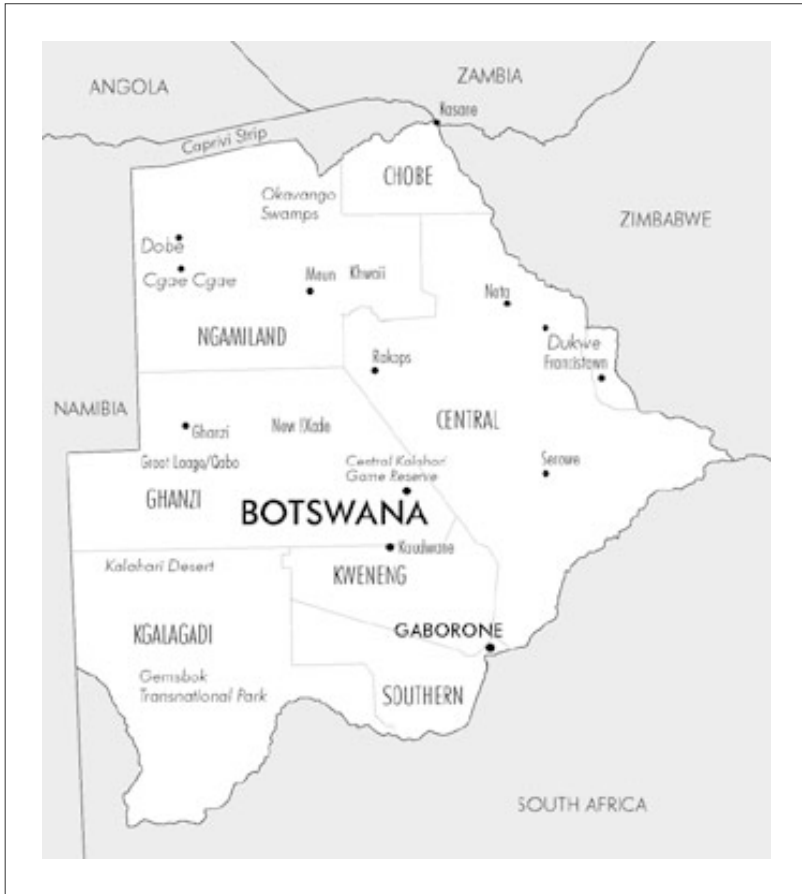 ANGOLA
ZAMBIA
Kasane
Caprivi Strip
CHOBE
Okavango
Swamps
ZIMBABWE
Dobe
Cgae Cgae
Maun
Khwaii
Nata
NGAMILAND
Dukwe
Francistown
Rakops
NAMIBIA
CENTRAL
Ghanzi
New !Xade
Groot Laagte/Qabo
Central Kalahari
Game Reserve
Serowe
GHANZI
BOTSWANA
Kaudwane
Kalahari Desert
KWENENG
KGALAGADI
GABORONE
Gemsbok
Transnational Park
SOUTHERN
SOUTH AFRICA